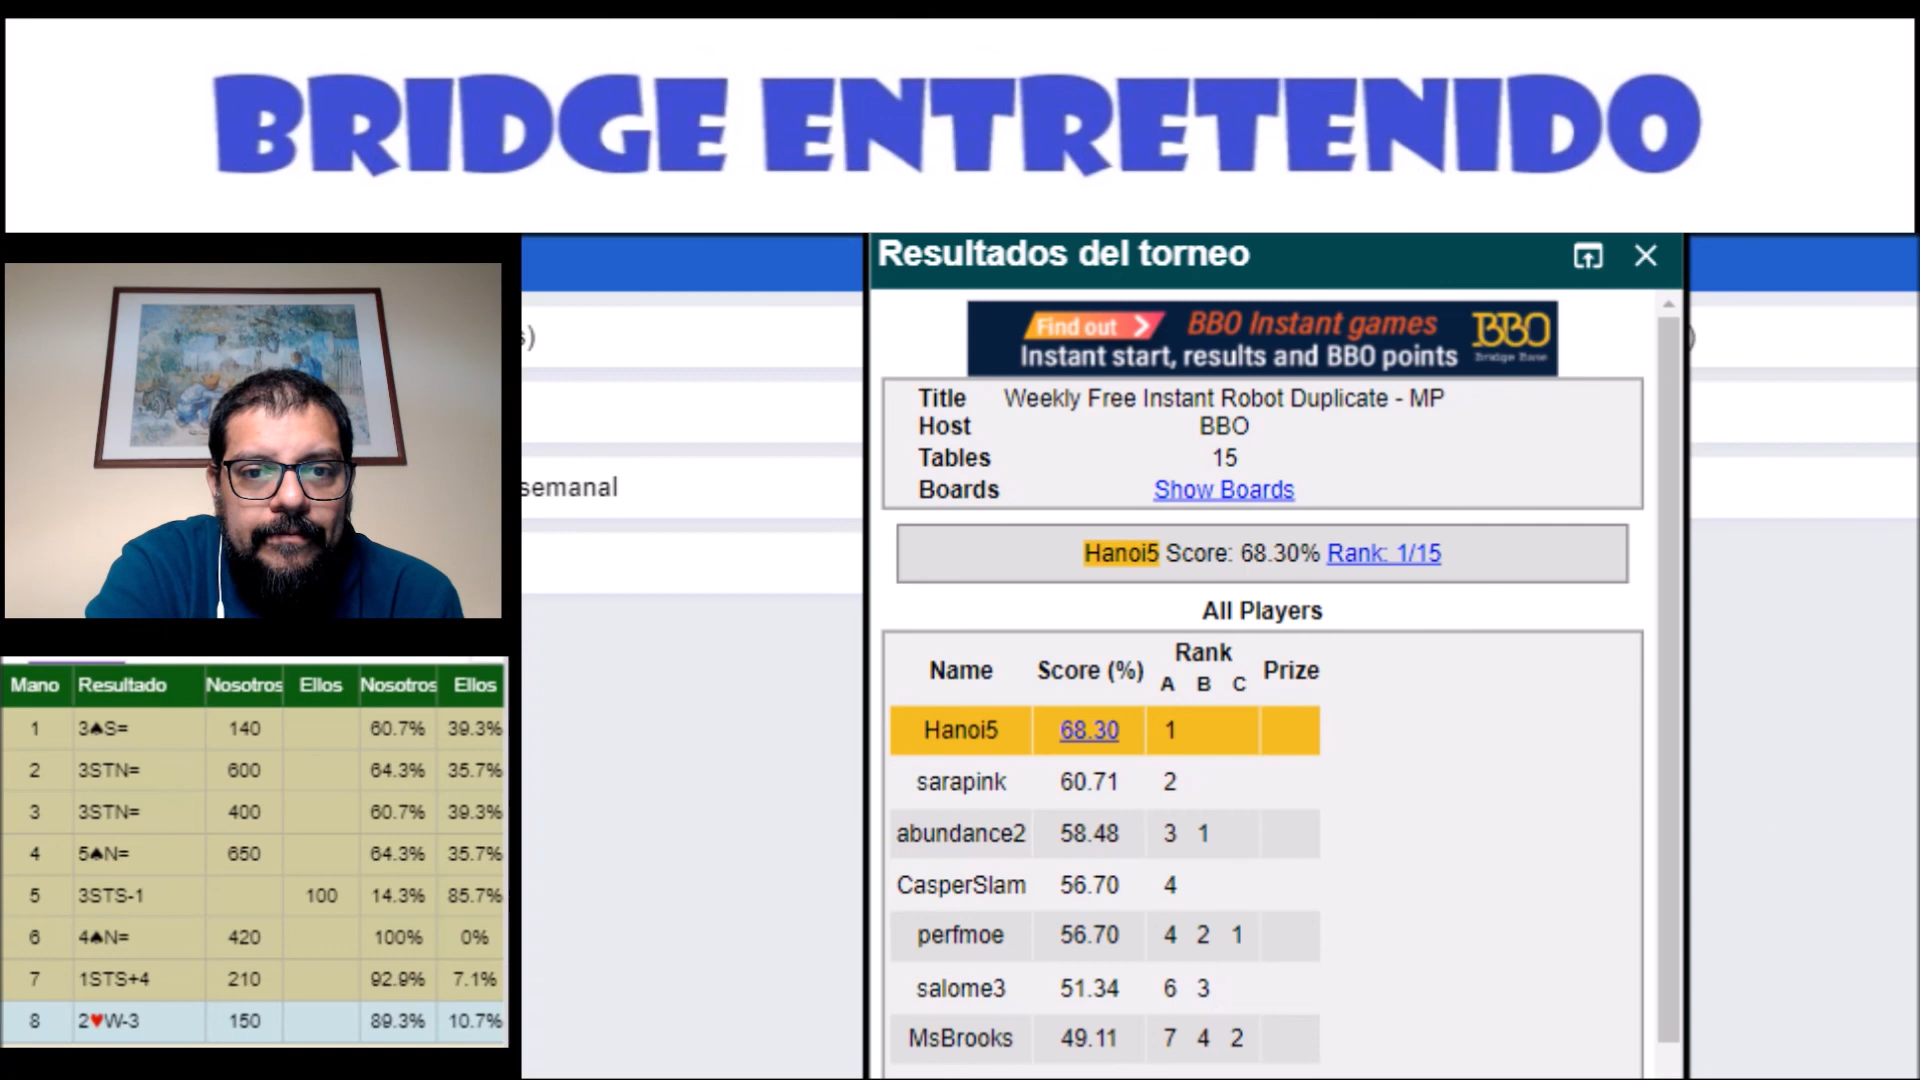 BRIDGE ENTRETENIDO
s)
semanal
)
Mano Resultado Nosotros Ellos Nosotros Ellos
1 3♠S= 140 60.7% 39.3%
2 3STN= 600 64.3% 35.7%
3 3STN= 400 60.7% 39.3%
4 5♠N= 650 64.3% 35.7%
5 3STS-1 100 14.3% 85.7%
6 4♠N= 420 100% 0%
7 1STS+4 210 92.9% 7.1%
8 2♥W-3 150 89.3% 10.7%
Resultados del torneo
Find out BBO Instant games BBO
Instant start, results and BBO points Bridge Base
Title Weekly Free Instant Robot Duplicate - MP
Host BBO
Tables 15
Boards Show Boards
Hanoi5 Score: 68.30% Rank: 1/15
All Players
Name Score (%) Rank Prize
A B C
Hanoi5 68.30 1
sarapink 60.71 2
abundance2 58.48 3 1
CasperSlam 56.70 4
perfmoe 56.70 4 2 1
salome3 51.34 6 3
MsBrooks 49.11 7 4 2